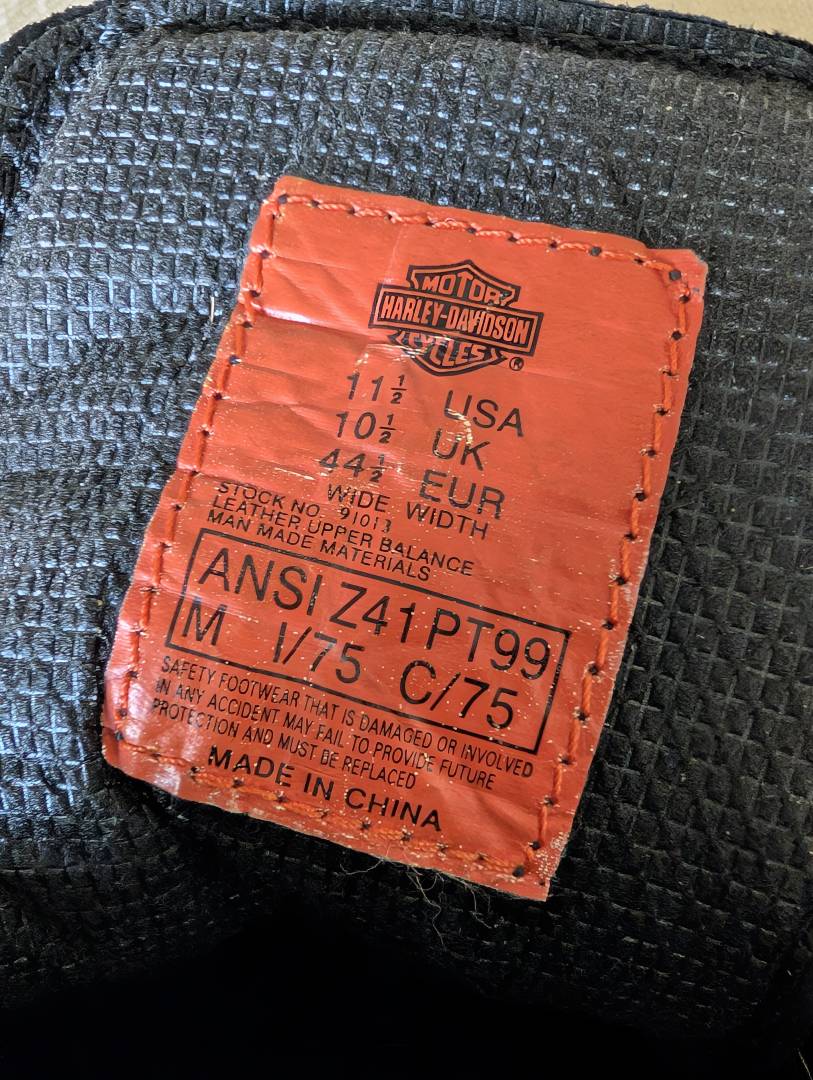 MOTOR
HARLEY-DAVIDSON
CYCLES ®
11½ USA
10½ UK
44½ EUR
WIDE WIDTH
STOCK NO. 91013
LEATHER UPPER BALANCE
MAN MADE MATERIALS
ANSI Z41 PT99
M I/75 C/75
SAFETY FOOTWEAR THAT IS DAMAGED OR INVOLVED
IN ANY ACCIDENT MAY FAIL TO PROVIDE FUTURE
PROTECTION AND MUST BE REPLACED
MADE IN CHINA